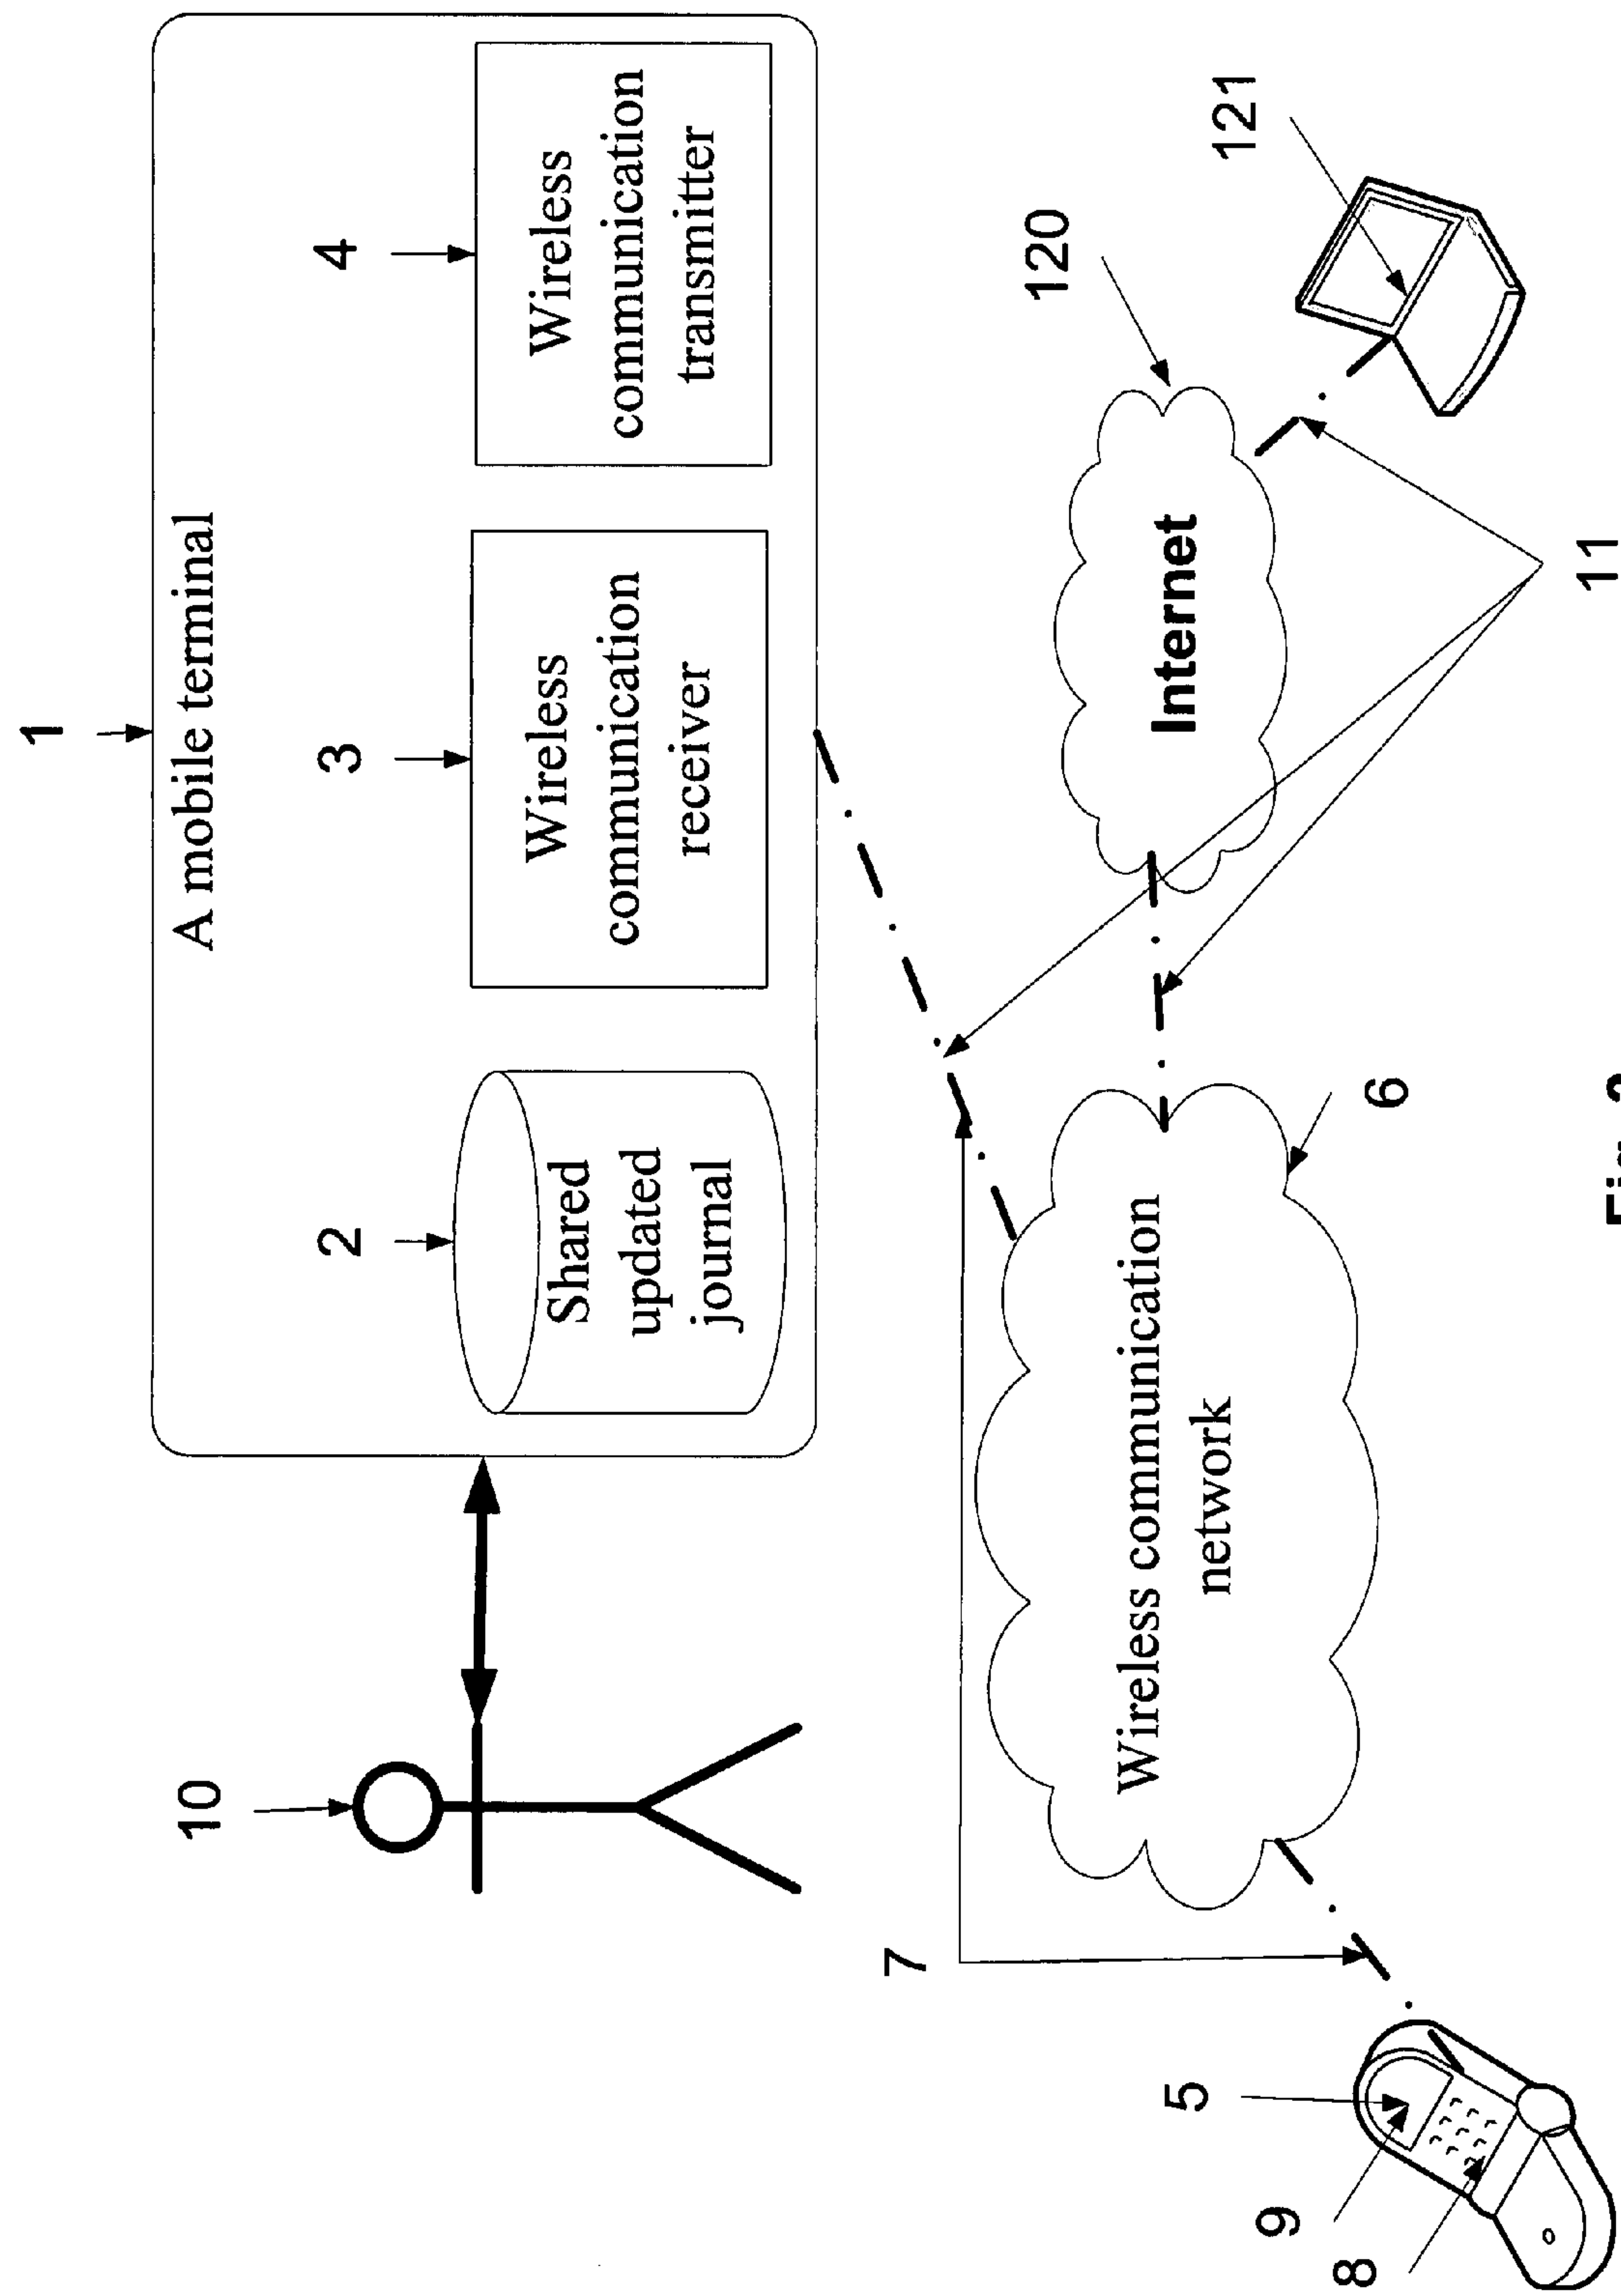 1
A mobile terminal
10
2
3
4
Shared
updated
journal
Wireless
communication
receiver
Wireless
communication
transmitter
7
5
9
8
Wireless communication
network
6
Internet
120
121
11